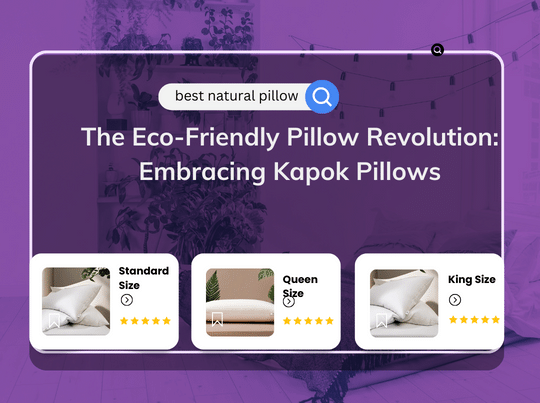 best natural pillow
The Eco-Friendly Pillow Revolution:
Embracing Kapok Pillows
Standard
Size
Queen
Size
King Size